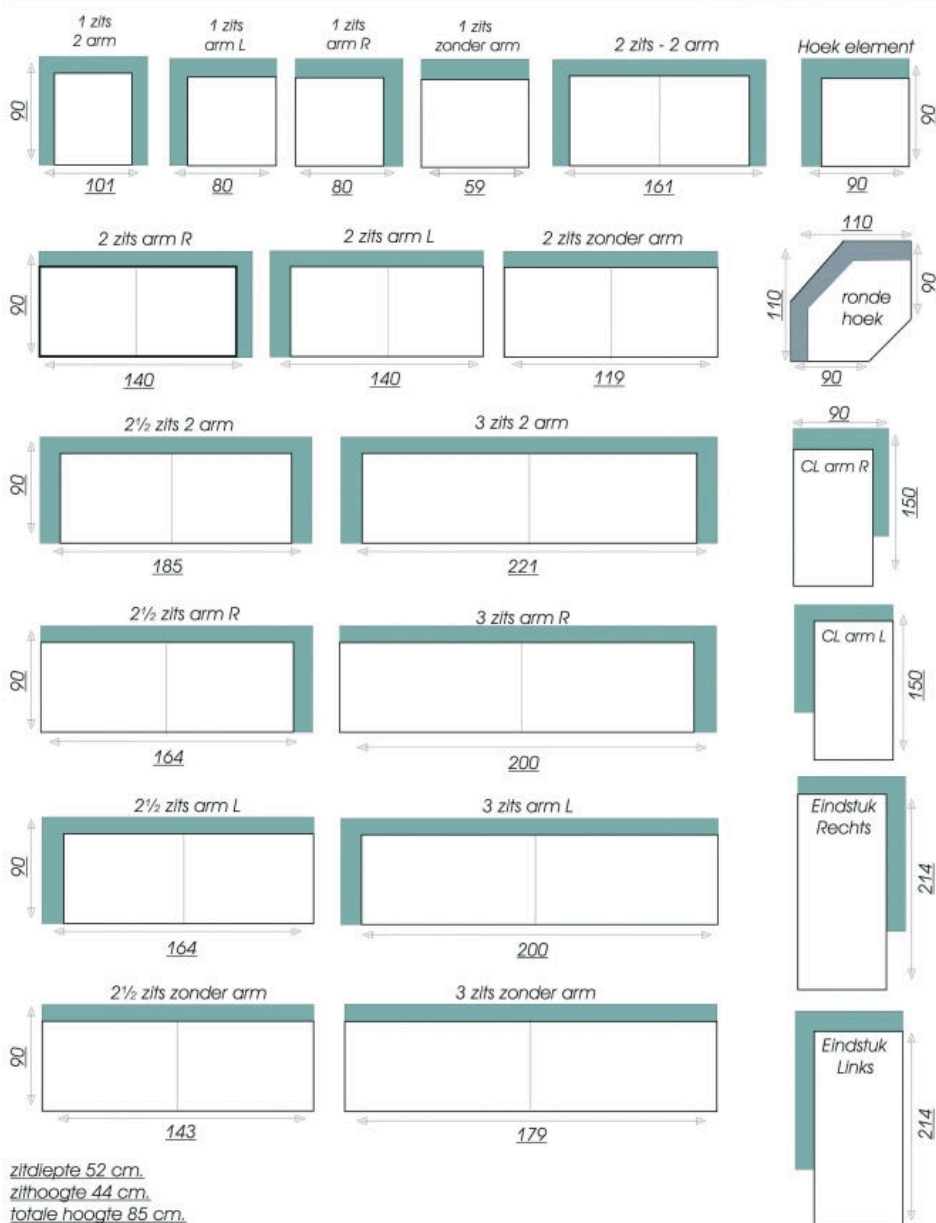 1 zits
2 arm
1 zits
arm L
1 zits
arm R
1 zits
zonder arm
2 zits - 2 arm
Hoek element
90
90
101
80
80
59
161
90
2 zits arm R
2 zits arm L
2 zits zonder arm
110
90
110
90
ronde
hoek
140
140
119
90
2½ zits 2 arm
3 zits 2 arm
90
90
CL arm R
150
185
221
2½ zits arm R
3 zits arm R
90
CL arm L
150
164
200
2½ zits arm L
3 zits arm L
90
Eindstuk
Rechts
214
164
200
2½ zits zonder arm
3 zits zonder arm
90
Eindstuk
Links
214
143
179
zitdiepte 52 cm.
zithoogte 44 cm.
totale hoogte 85 cm.